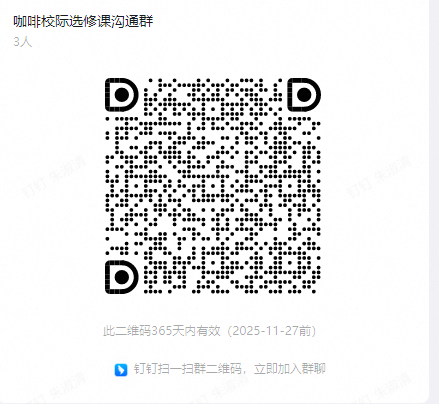 咖啡校际选修课沟通群
3人
此二维码365天内有效（2025-11-27前）
钉钉扫一扫群二维码，立即加入群聊